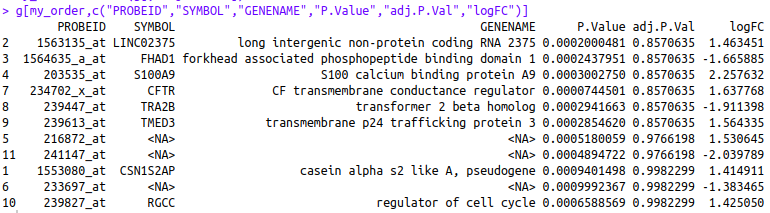 > g[my_order,c("PROBEID","SYMBOL","GENENAME","P.Value","adj.P.Val","logFC")]
PROBEID SYMBOL GENENAME P.Value adj.P.Val logFC
2 1563135_at LINC02375 long intergenic non-protein coding RNA 2375 0.0002000481 0.8570635 1.463451
3 1564635_a_at FHAD1 forkhead associated phosphopeptide binding domain 1 0.0002437951 0.8570635 -1.665885
4 203535_at S100A9 S100 calcium binding protein A9 0.0003002750 0.8570635 2.257632
7 234702_x_at CFTR CF transmembrane conductance regulator 0.0000744501 0.8570635 1.637768
8 239447_at TRA2B transformer 2 beta homolog 0.0002941663 0.8570635 -1.911398
9 239613_at TMED3 transmembrane p24 trafficking protein 3 0.0002854620 0.8570635 1.564335
5 216872_at <NA> <NA> 0.0005180059 0.9766198 1.530645
11 241147_at <NA> <NA> 0.0004894722 0.9766198 -2.039789
1 1553080_at CSN1S2AP casein alpha s2 like A, pseudogene 0.0009401498 0.9982299 1.414911
6 233697_at <NA> <NA> 0.0009992367 0.9982299 -1.383465
10 239827_at RGCC regulator of cell cycle 0.0006588569 0.9982299 1.425050